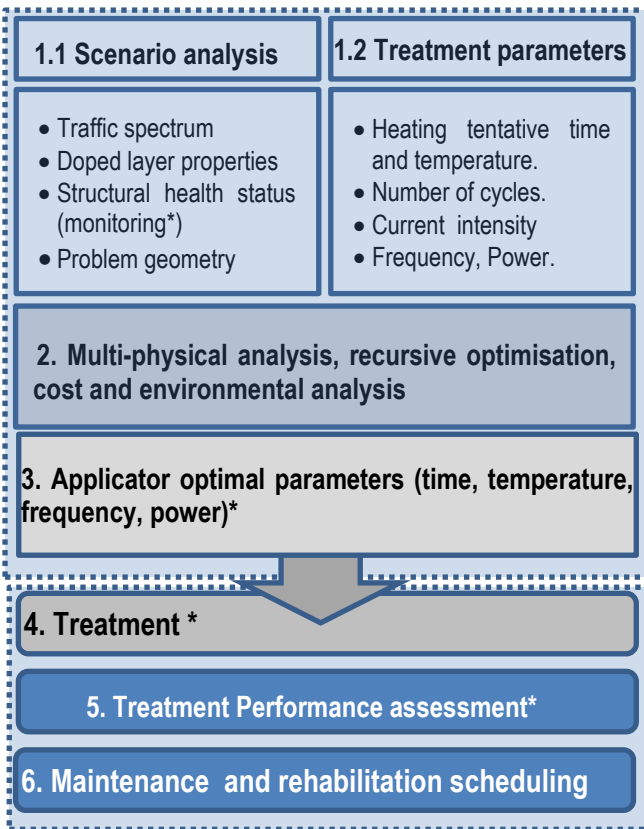 1.1 Scenario analysis
• Traffic spectrum
• Doped layer properties
• Structural health status
(monitoring*)
• Problem geometry
1.2 Treatment parameters
• Heating tentative time
and temperature.
• Number of cycles.
• Current intensity
• Frequency, Power.
2. Multi-physical analysis, recursive optimisation,
cost and environmental analysis
3. Applicator optimal parameters (time, temperature,
frequency, power)*
4. Treatment *
5. Treatment Performance assessment*
6. Maintenance and rehabilitation scheduling